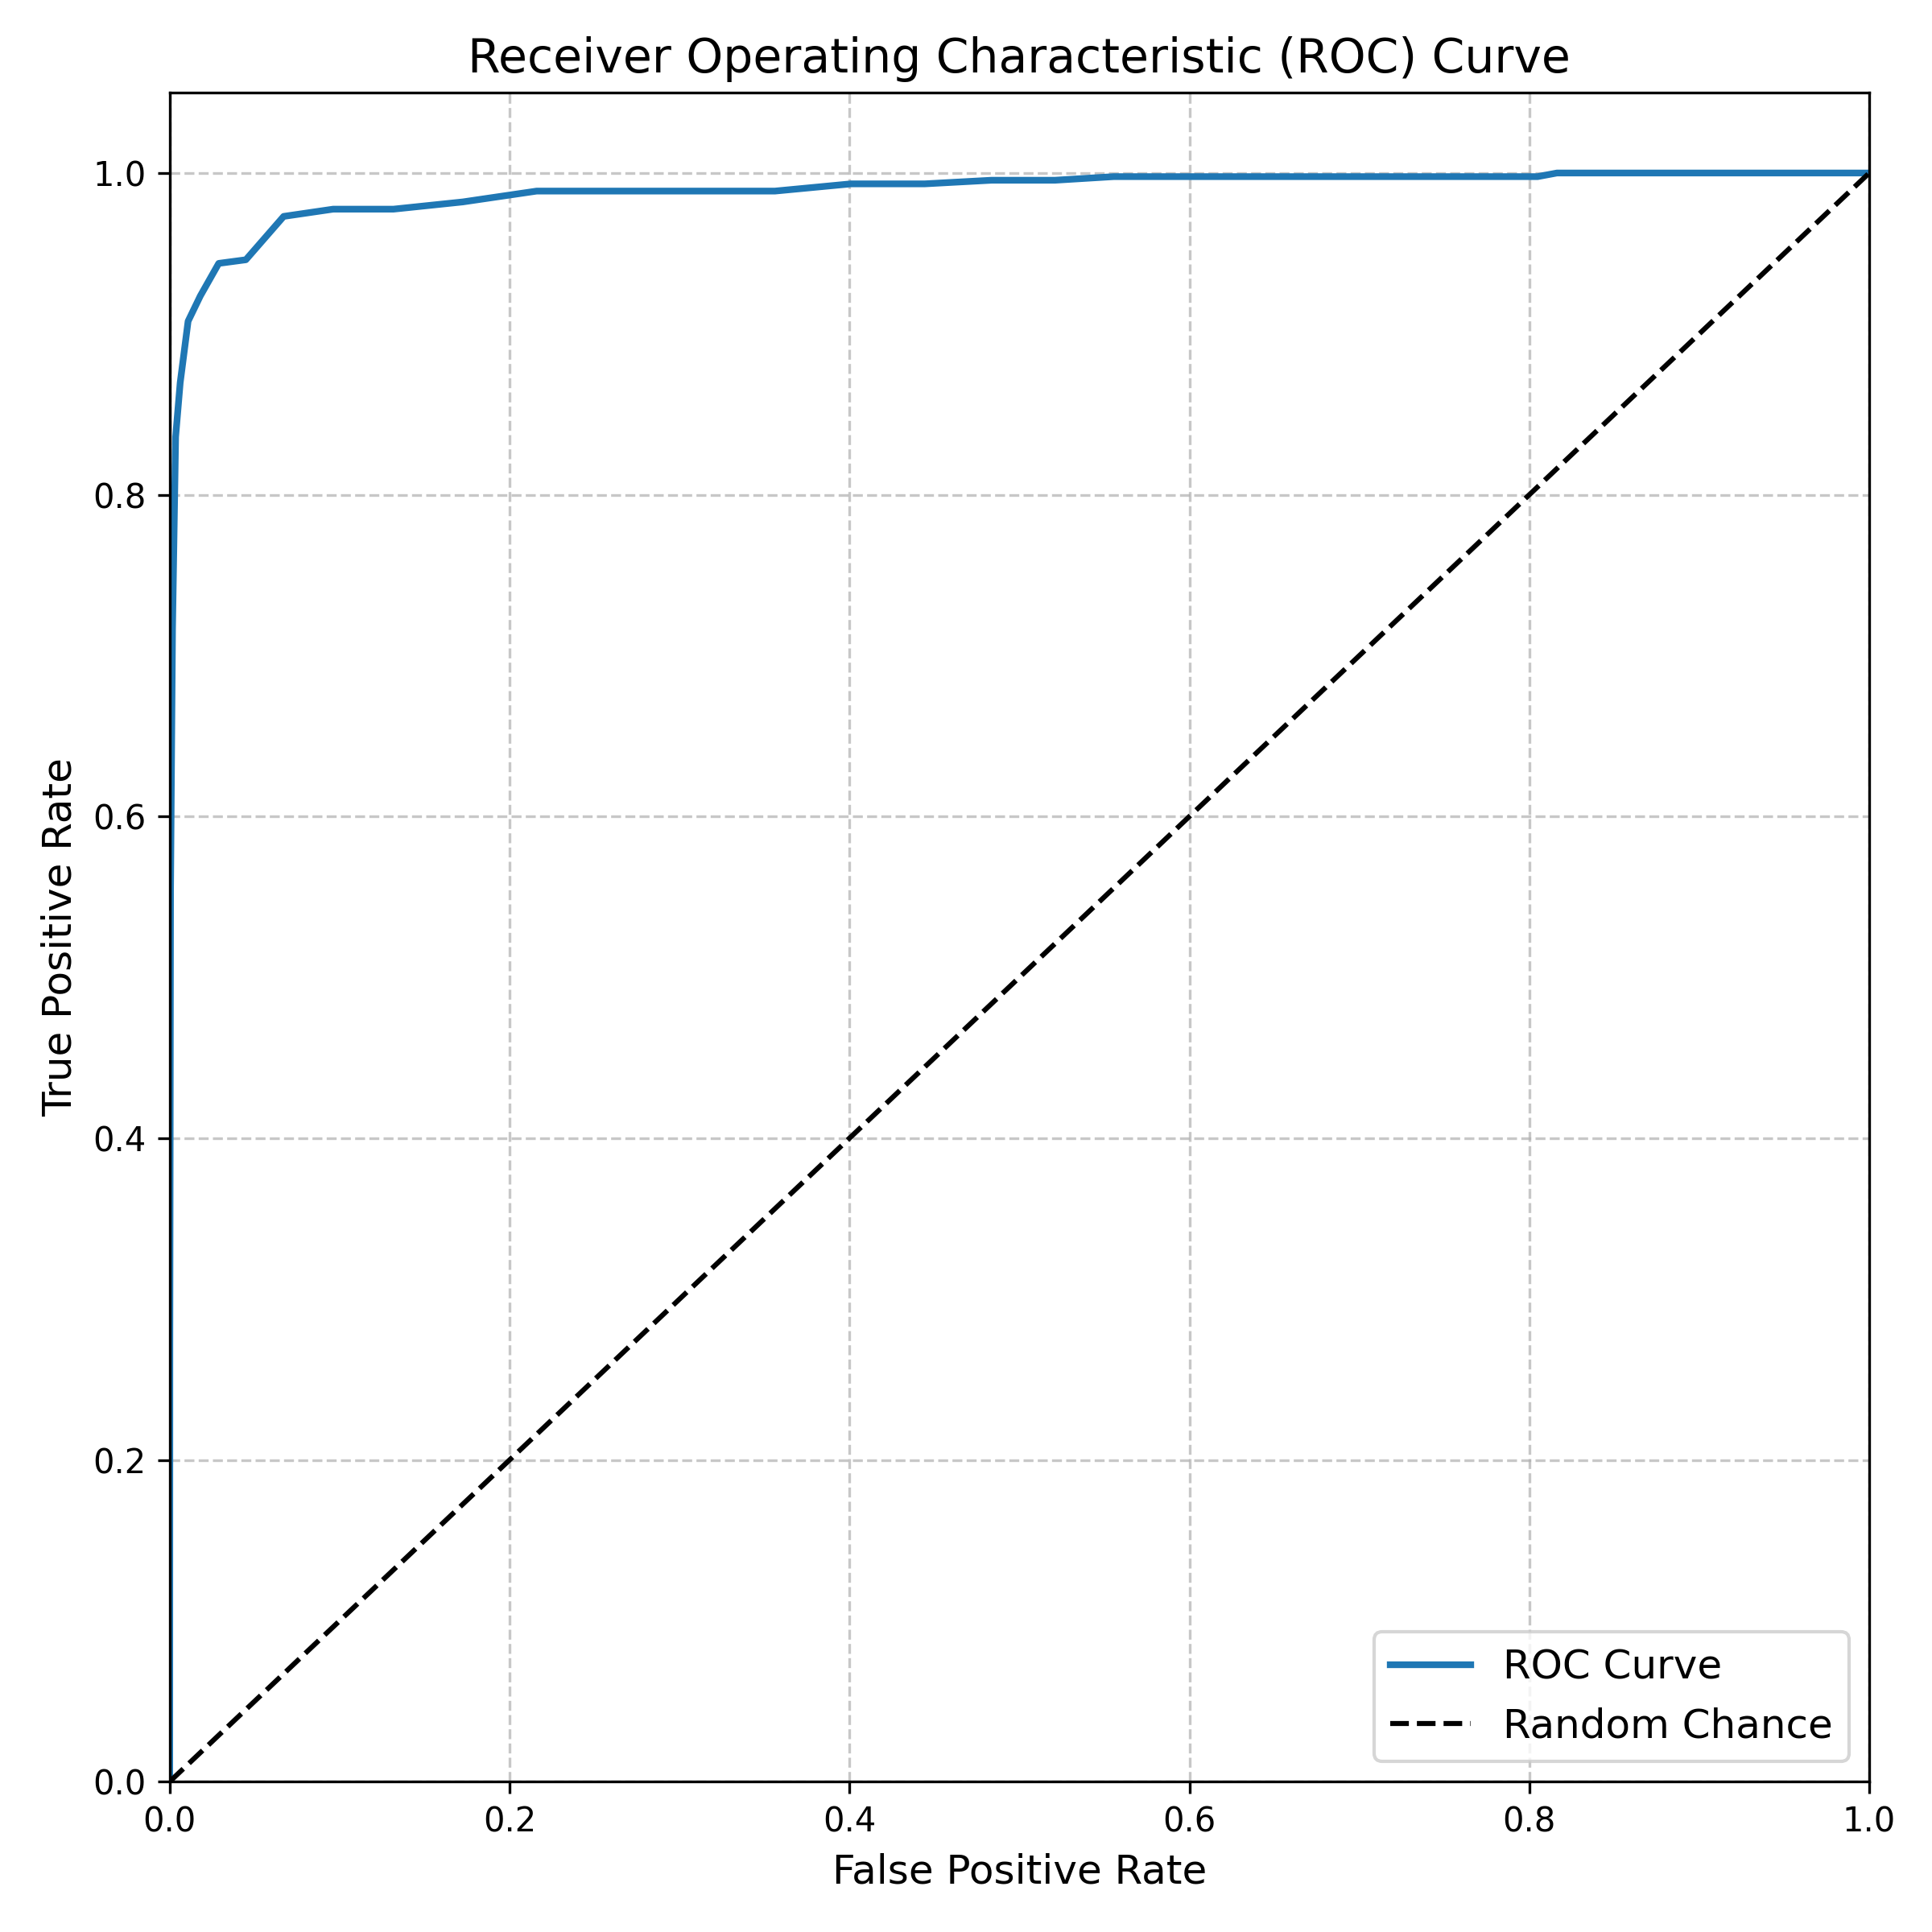 Receiver Operating Characteristic (ROC) Curve
1.0
0.8
0.6
0.4
0.2
0.0
True Positive Rate
0.0 0.2 0.4 0.6 0.8 1.0
False Positive Rate
ROC Curve
Random Chance